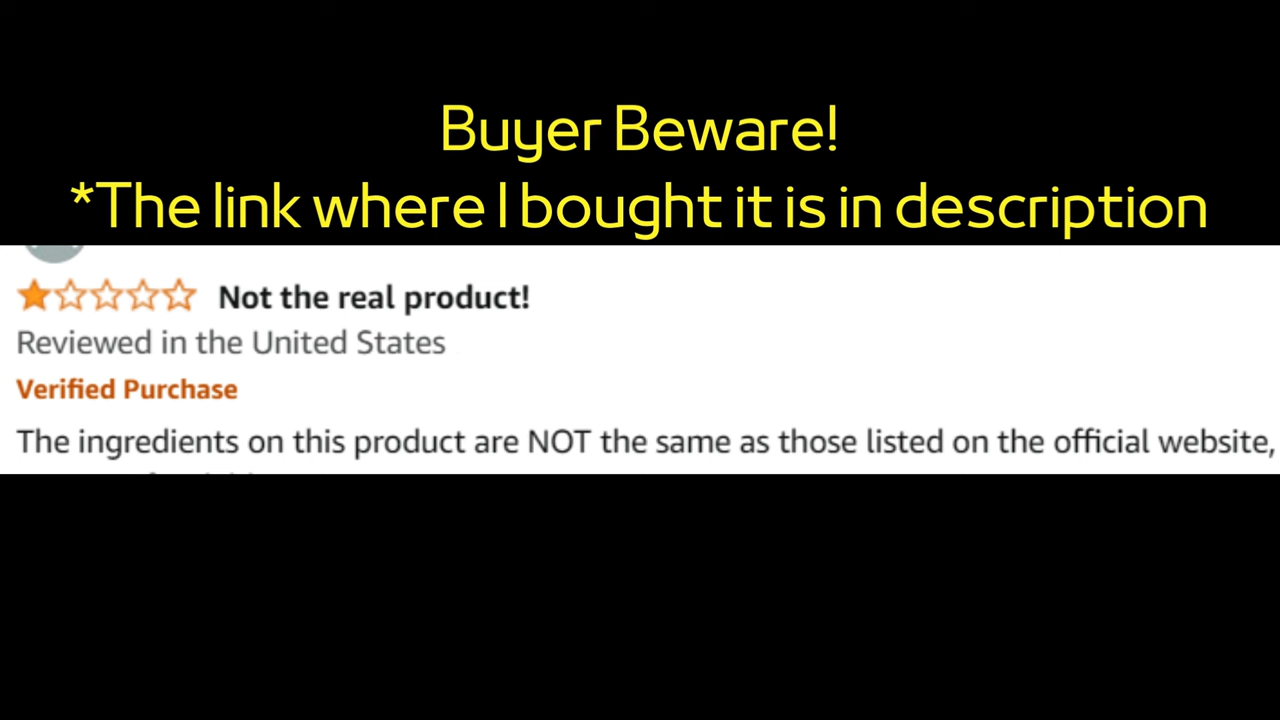 Buyer Beware!
*The link where I bought it is in description
Not the real product!
Reviewed in the United States
Verified Purchase
The ingredients on this product are NOT the same as those listed on the official website,